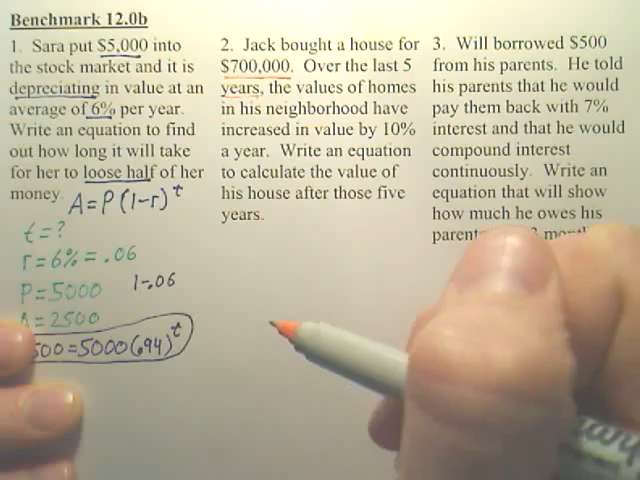 Benchmark 12.0b
1. Sara put $5,000 into
the stock market and it is
depreciating in value at an
average of 6% per year.
Write an equation to find
out how long it will take
for her to loose half of her
money.
A=P(1-r)^t
t=?
r=6%=.06
P=5000 1-.06
A=2500
500=5000(.94)^t
2. Jack bought a house for
$700,000. Over the last 5
years, the values of homes
in his neighborhood have
increased in value by 10%
a year. Write an equation
to calculate the value of
his house after those five
years.
3. Will borrowed $500
from his parents. He told
his parents that he would
pay them back with 7%
interest and that he would
compound interest
continuously. Write an
equation that will show
how much he owes his